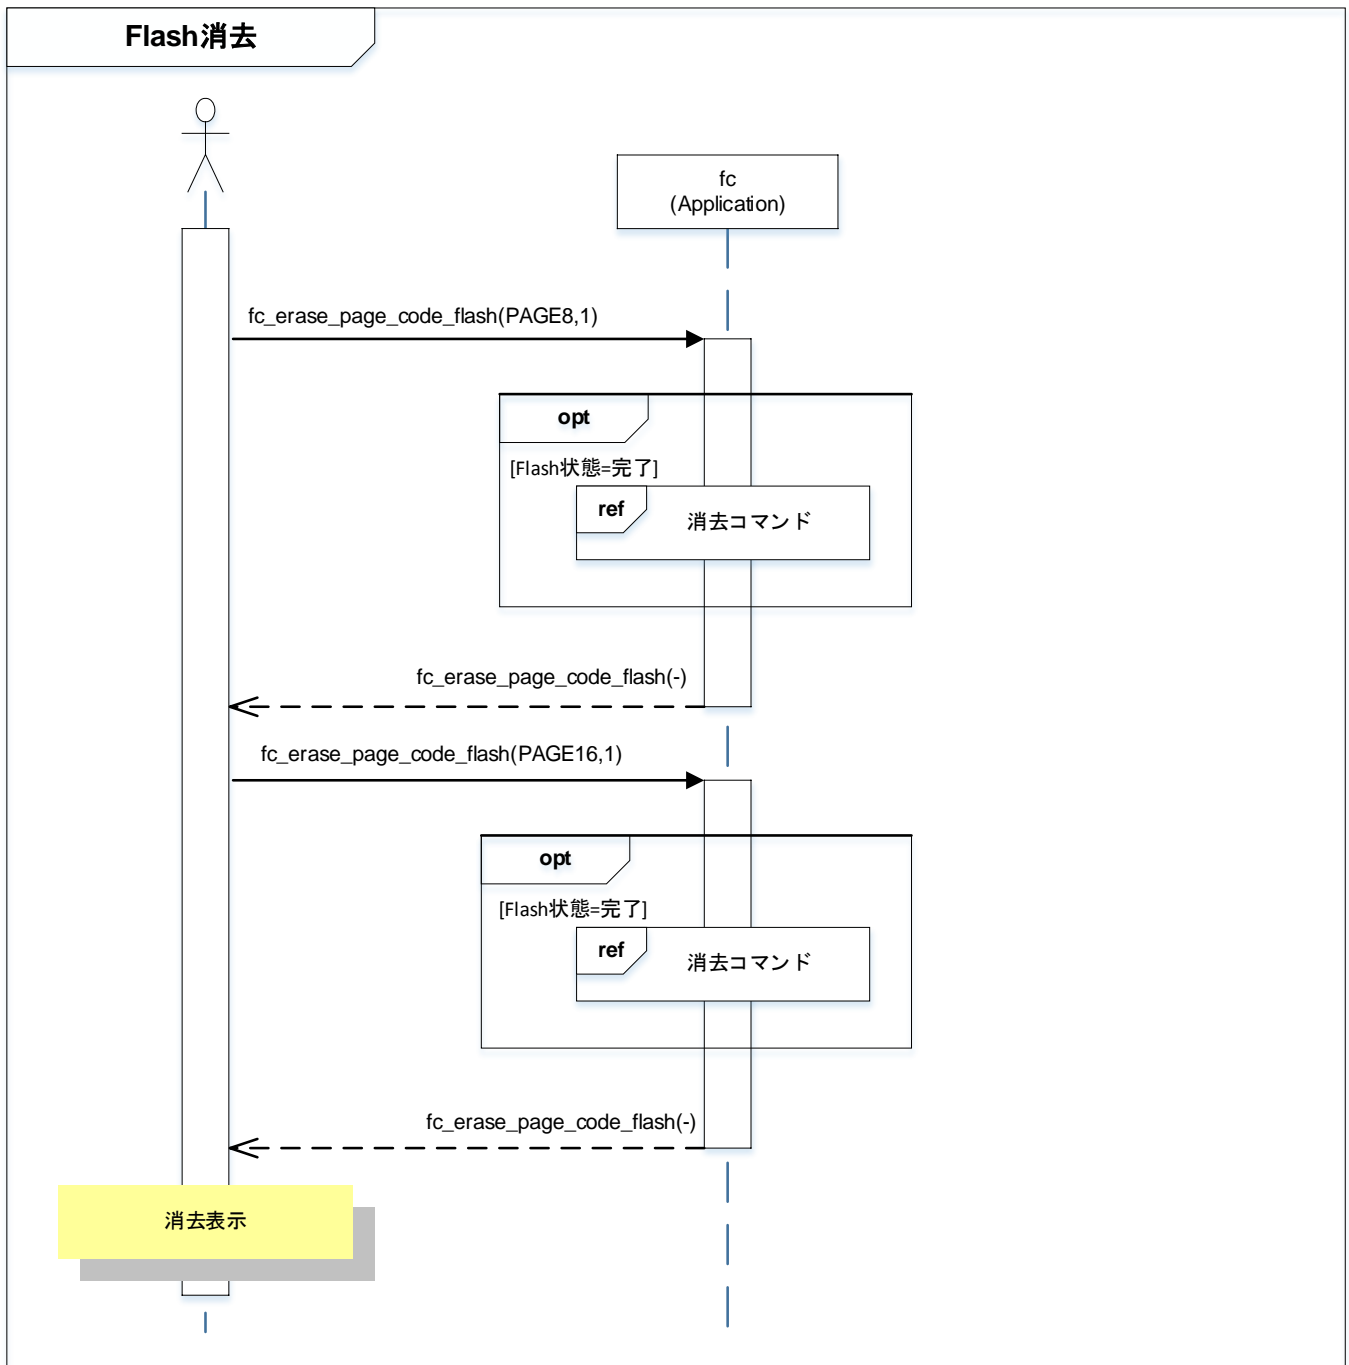 Flash消去
fc
(Application)
fc_erase_page_code_flash(PAGE8,1)
opt
[Flash状態=完了]
ref
消去コマンド
fc_erase_page_code_flash(-)
fc_erase_page_code_flash(PAGE16,1)
opt
[Flash状態=完了]
ref
消去コマンド
fc_erase_page_code_flash(-)
消去表示